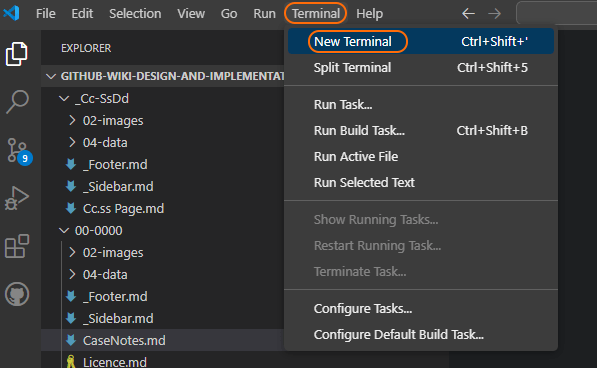 File Edit Selection View Go Run Terminal Help
EXPLORER
GITHUB-WIKI-DESIGN-AND-IMPLEMENTAT
_Cc-SsDd
02-images
04-data
_Footer.md
_Sidebar.md
Cc.ss Page.md
00-0000
02-images
04-data
_Footer.md
_Sidebar.md
CaseNotes.md
Licence.md
9
New Terminal Ctrl+Shift+'
Split Terminal Ctrl+Shift+5
Run Task...
Run Build Task... Ctrl+Shift+B
Run Active File
Run Selected Text
Show Running Tasks...
Restart Running Task...
Terminate Task...
Configure Tasks...
Configure Default Build Task...